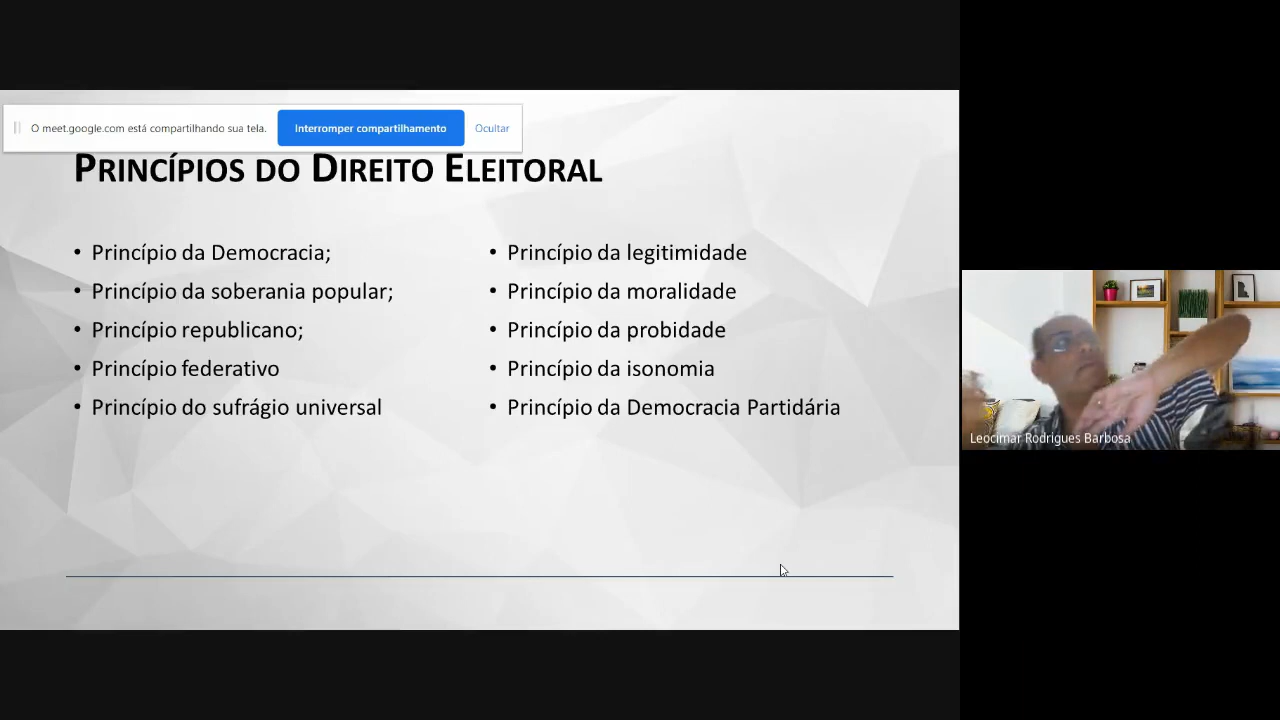 O meet.google.com está compartilhando sua tela.
Interromper compartilhamento
Ocultar
PRINCÍPIOS DO DIREITO ELEITORAL
• Princípio da Democracia;
• Princípio da soberania popular;
• Princípio republicano;
• Princípio federativo
• Princípio do sufrágio universal
• Princípio da legitimidade
• Princípio da moralidade
• Princípio da probidade
• Princípio da isonomia
• Princípio da Democracia Partidária
Leocimar Rodrigues Barbosa